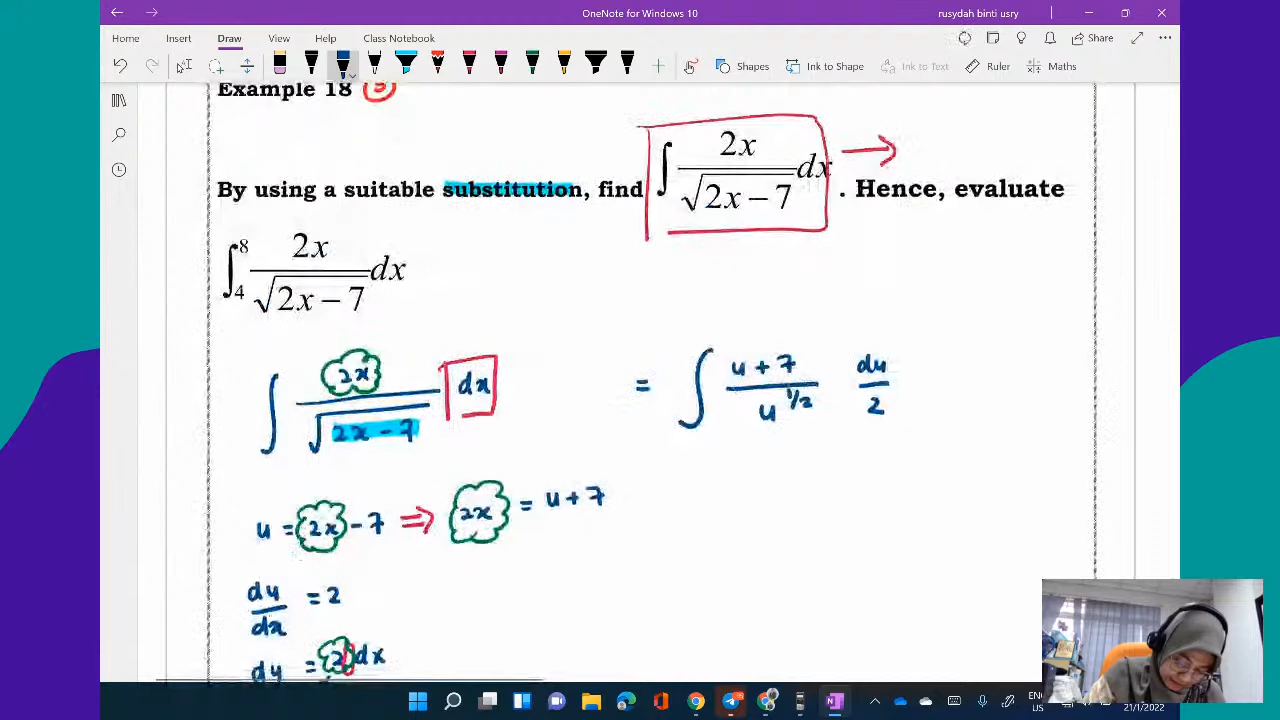 OneNote for Windows 10
rusydah binti usry
Home Insert Draw View Help Class Notebook
Share
Shapes Ink to Shape Ink to Text Ruler Maths
Example 18 3
By using a suitable substitution, find ∫ 2x/√(2x − 7) dx → . Hence, evaluate
∫₄⁸ 2x/√(2x − 7) dx
∫ 2x/√(2x − 7) dx = ∫ (u + 7)/u^(1/2) du/2
u = 2x − 7 ⇒ 2x = u + 7
du/dx = 2
du = 2 dx
21/1/2022